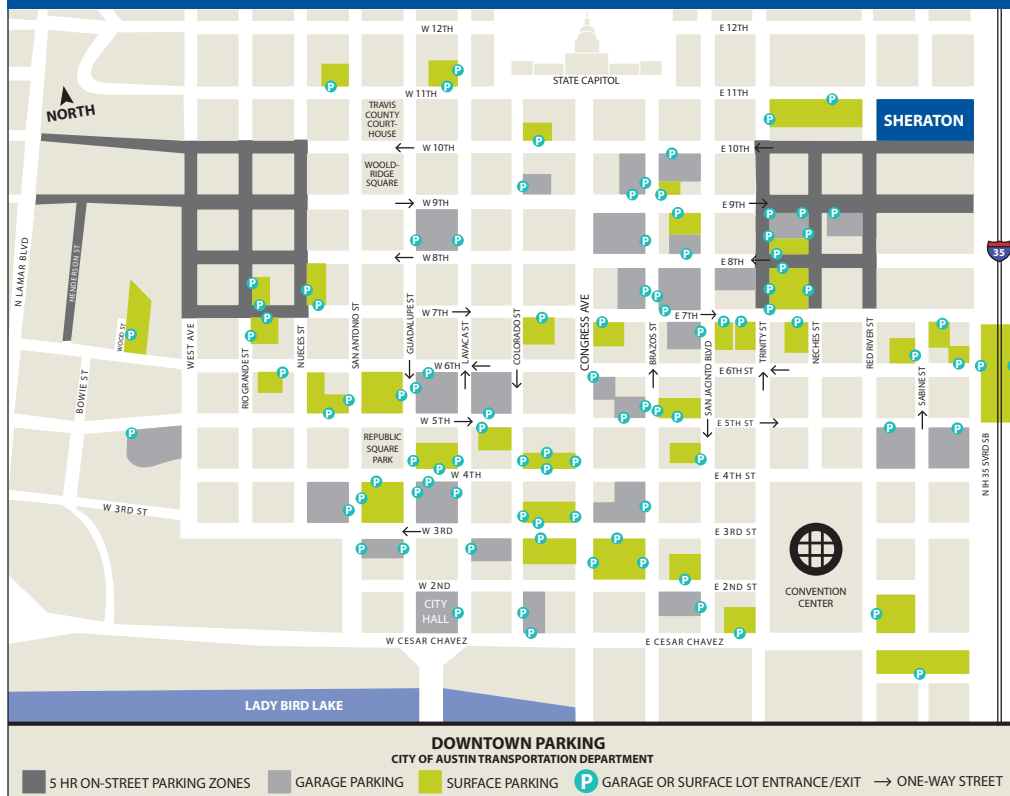 W 12TH
E 12TH
STATE CAPITOL
NORTH
W 11TH
E 11TH
TRAVIS
COUNTY
COURT-
HOUSE
SHERATON
W 10TH
E 10TH
WOOLD-
RIDGE
SQUARE
W 9TH
E 9TH
N LAMAR BLVD
HENDERSON ST
W 8TH
E 8TH
35
WOOD ST
WEST AVE
RIO GRANDE ST
NUECES ST
SAN ANTONIO ST
GUADALUPE ST
LAVACA ST
COLORADO ST
CONGRESS AVE
BRAZOS ST
SAN JACINTO BLVD
TRINITY ST
NECHES ST
RED RIVER ST
SABINE ST
N IH 35 SVRD SB
W 7TH
E 7TH
BOWIE ST
W 6TH
E 6TH ST
W 5TH
E 5TH ST
REPUBLIC
SQUARE
PARK
W 4TH
E 4TH ST
W 3RD ST
W 3RD
E 3RD ST
W 2ND
E 2ND ST
CONVENTION
CENTER
CITY
HALL
W CESAR CHAVEZ
E CESAR CHAVEZ
LADY BIRD LAKE
DOWNTOWN PARKING
CITY OF AUSTIN TRANSPORTATION DEPARTMENT
5 HR ON-STREET PARKING ZONES GARAGE PARKING SURFACE PARKING P GARAGE OR SURFACE LOT ENTRANCE/EXIT → ONE-WAY STREET